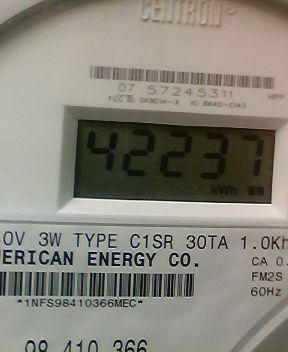 CENTRON®
07 57245311
HPP
FCC ID: SK9C1A-3 IC: 864G-C1A3
42237
kWh
0V 3W TYPE C1SR 30TA 1.0Kh
ERICAN ENERGY CO.
CA 0.
FM2S
60Hz
*1NFS98410366MEC*
98 410 366